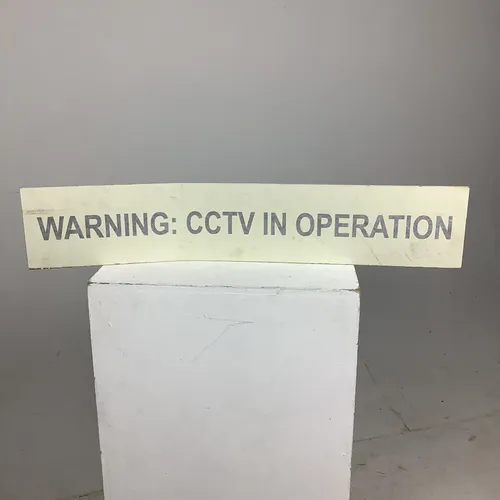 WARNING: CCTV IN OPERATION